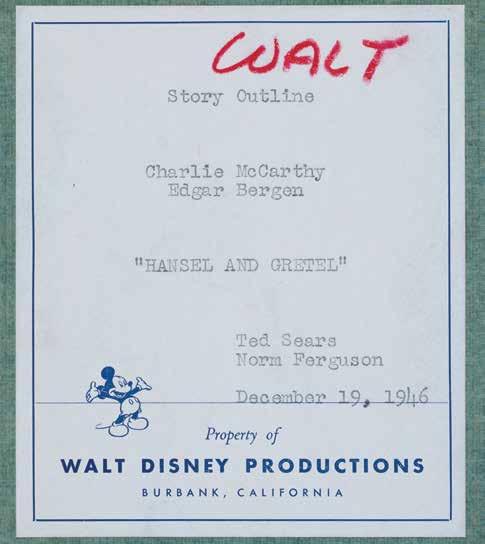 WALT
Story Outline
Charlie McCarthy
Edgar Bergen
"HANSEL AND GRETEL"
Ted Sears
Norm Ferguson
December 19, 1946
Property of
WALT DISNEY PRODUCTIONS
BURBANK, CALIFORNIA